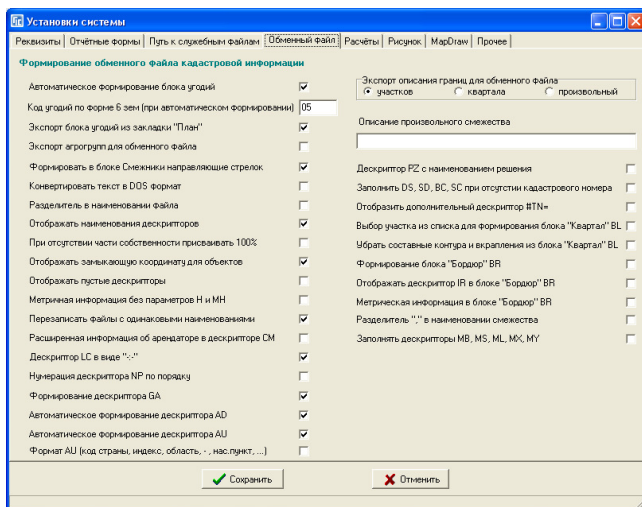 Установки системы
Реквизиты Отчётные формы Путь к служебным файлам Обменный файл Расчёты Рисунок MapDraw Прочее
Формирование обменного файла кадастровой информации
Автоматическое формирование блока угодий
Код угодий по форме 6 зем (при автоматическом формировании) 05
Экспорт блока угодий из закладки "План"
Экспорт агрогрупп для обменного файла
Формировать в блоке Смежники направляющие стрелок
Конвертировать текст в DOS формат
Разделитель в наименовании файла
Отображать наименования дескрипторов
При отсутствии части собственности присваивать 100%
Отображать замыкающую координату для объектов
Отображать пустые дескрипторы
Метричная информация без параметров H и MH
Перезаписать файлы с одинаковыми наименованиями
Расширенная информация об арендаторе в дескрипторе CM
Дескриптор LC в виде "-:-"
Нумерация дескриптора NP по порядку
Формирование дескриптора GA
Автоматическое формирование дескриптора AD
Автоматическое формирование дескриптора AU
Формат AU (код страны, индекс, область, - , нас.пункт, ...)
Экспорт описания границ для обменного файла
участков квартала произвольный
Описание произвольного смежества
Дескриптор PZ с наименованием решения
Заполнить DS, SD, BC, SC при отсутстии кадастрового номера
Отобразить дополнительный дескриптор #TN=
Выбор участка из списка для формирования блока "Квартал" BL
Убрать составные контура и вкрапления из блока "Квартал" BL
Формирование блока "Бордюр" BR
Отображать дескриптор IR в блоке "Бордюр" BR
Метрическая информация в блоке "Бордюр" BR
Разделитель "," в наименовании смежества
Заполнять дескрипторы MB, MS, ML, MX, MY
Сохранить Отменить